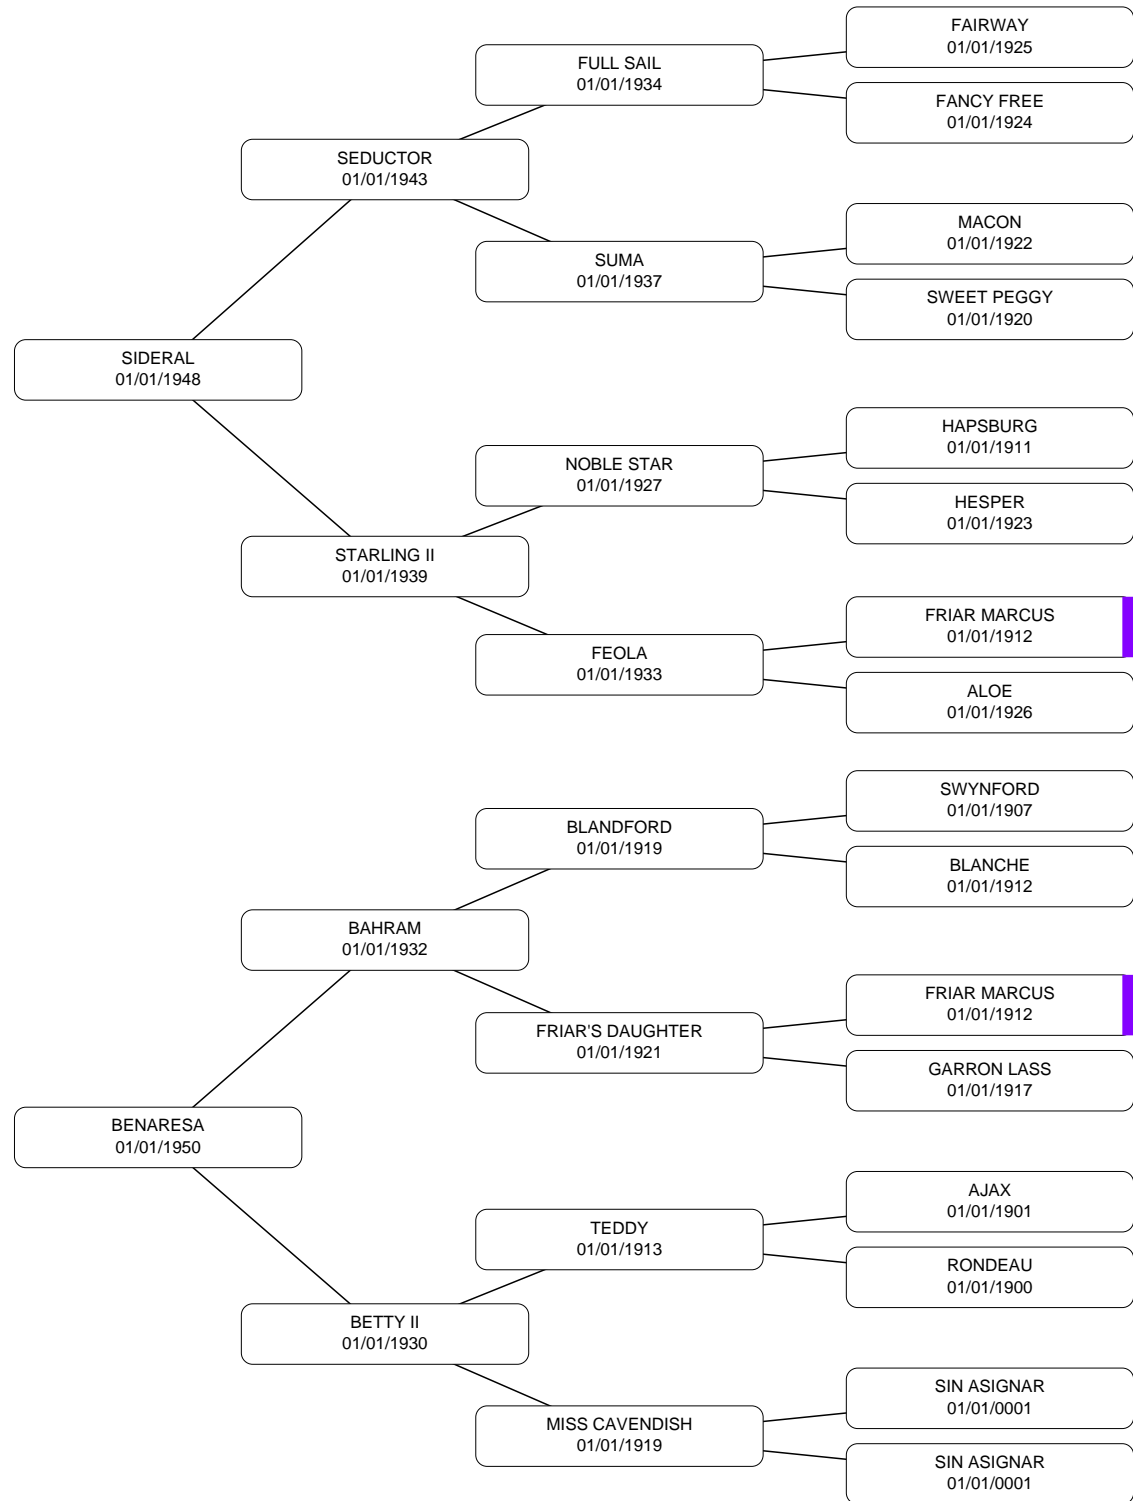 FAIRWAY
01/01/1925
FULL SAIL
01/01/1934
FANCY FREE
01/01/1924
SEDUCTOR
01/01/1943
MACON
01/01/1922
SUMA
01/01/1937
SWEET PEGGY
01/01/1920
SIDERAL
01/01/1948
HAPSBURG
01/01/1911
NOBLE STAR
01/01/1927
HESPER
01/01/1923
STARLING II
01/01/1939
FRIAR MARCUS
01/01/1912
FEOLA
01/01/1933
ALOE
01/01/1926
SWYNFORD
01/01/1907
BLANDFORD
01/01/1919
BLANCHE
01/01/1912
BAHRAM
01/01/1932
FRIAR MARCUS
01/01/1912
FRIAR'S DAUGHTER
01/01/1921
GARRON LASS
01/01/1917
BENARESA
01/01/1950
AJAX
01/01/1901
TEDDY
01/01/1913
RONDEAU
01/01/1900
BETTY II
01/01/1930
SIN ASIGNAR
01/01/0001
MISS CAVENDISH
01/01/1919
SIN ASIGNAR
01/01/0001